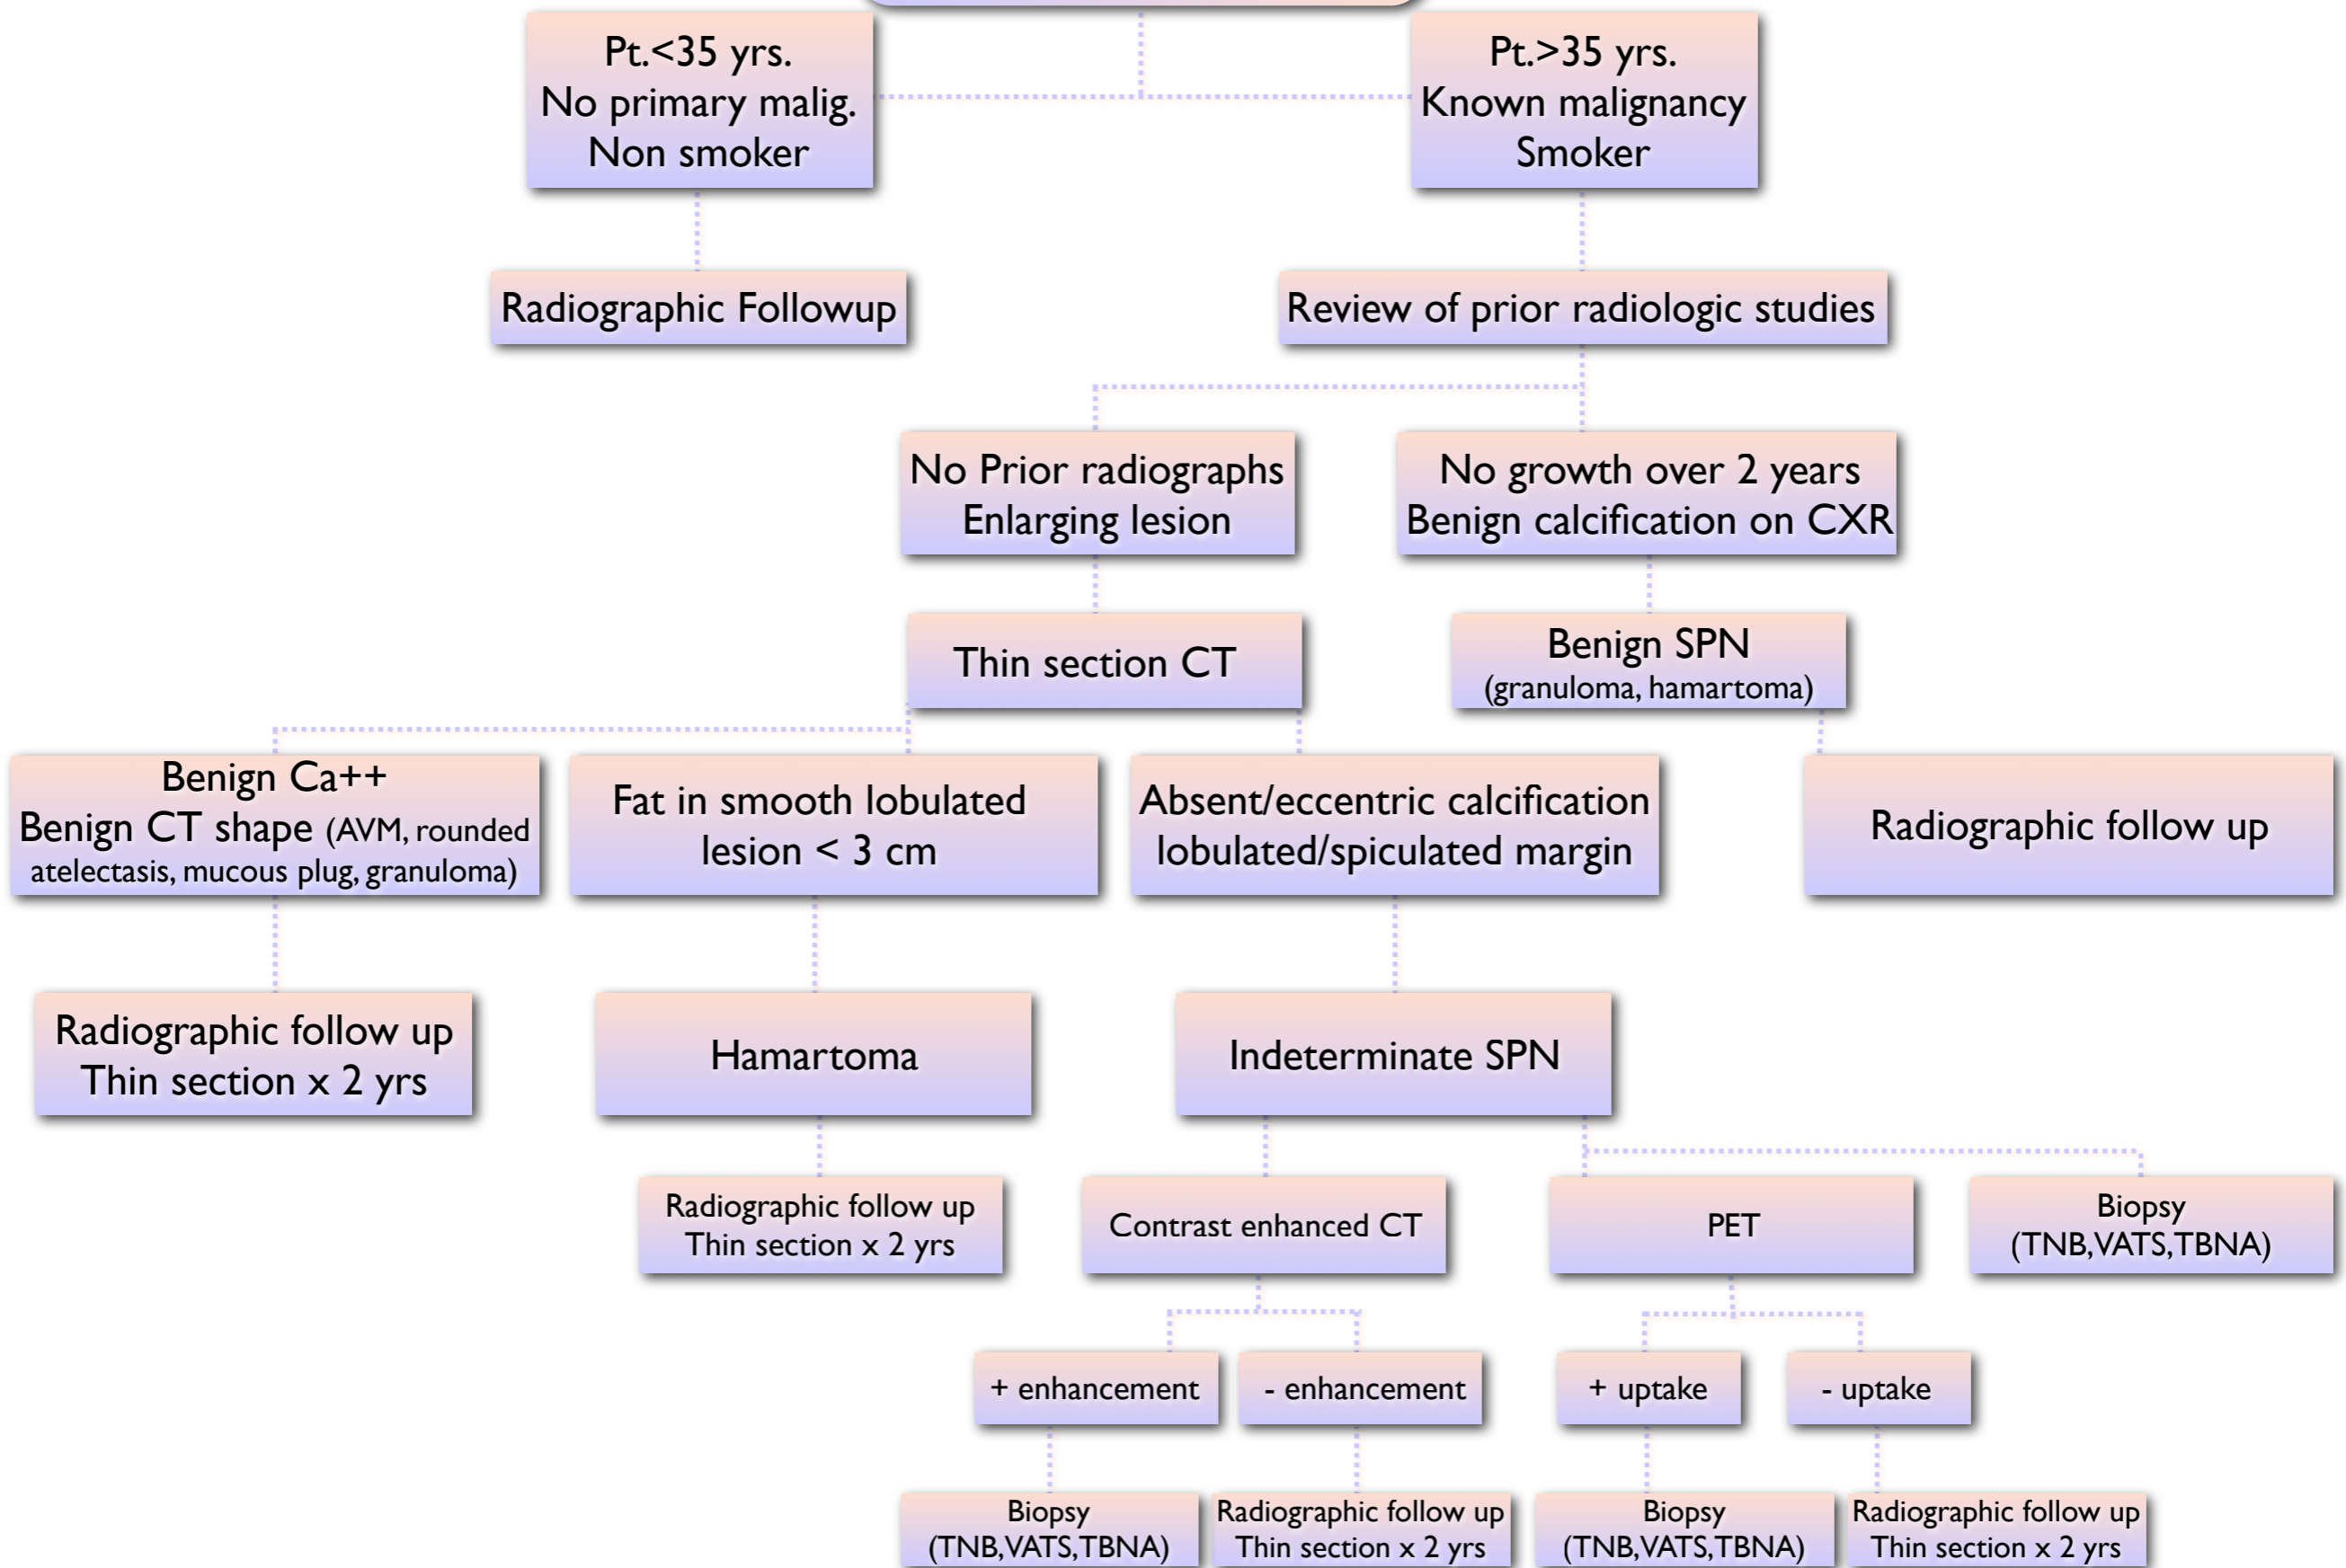 Pt.<35 yrs.
No primary malig.
Non smoker
Pt.>35 yrs.
Known malignancy
Smoker
Radiographic Followup
Review of prior radiologic studies
No Prior radiographs
Enlarging lesion
No growth over 2 years
Benign calcification on CXR
Thin section CT
Benign SPN
(granuloma, hamartoma)
Benign Ca++
Benign CT shape (AVM, rounded
atelectasis, mucous plug, granuloma)
Fat in smooth lobulated
lesion < 3 cm
Absent/eccentric calcification
lobulated/spiculated margin
Radiographic follow up
Radiographic follow up
Thin section x 2 yrs
Hamartoma
Indeterminate SPN
Radiographic follow up
Thin section x 2 yrs
Contrast enhanced CT
PET
Biopsy
(TNB,VATS,TBNA)
+ enhancement
- enhancement
+ uptake
- uptake
Biopsy
(TNB,VATS,TBNA)
Radiographic follow up
Thin section x 2 yrs
Biopsy
(TNB,VATS,TBNA)
Radiographic follow up
Thin section x 2 yrs